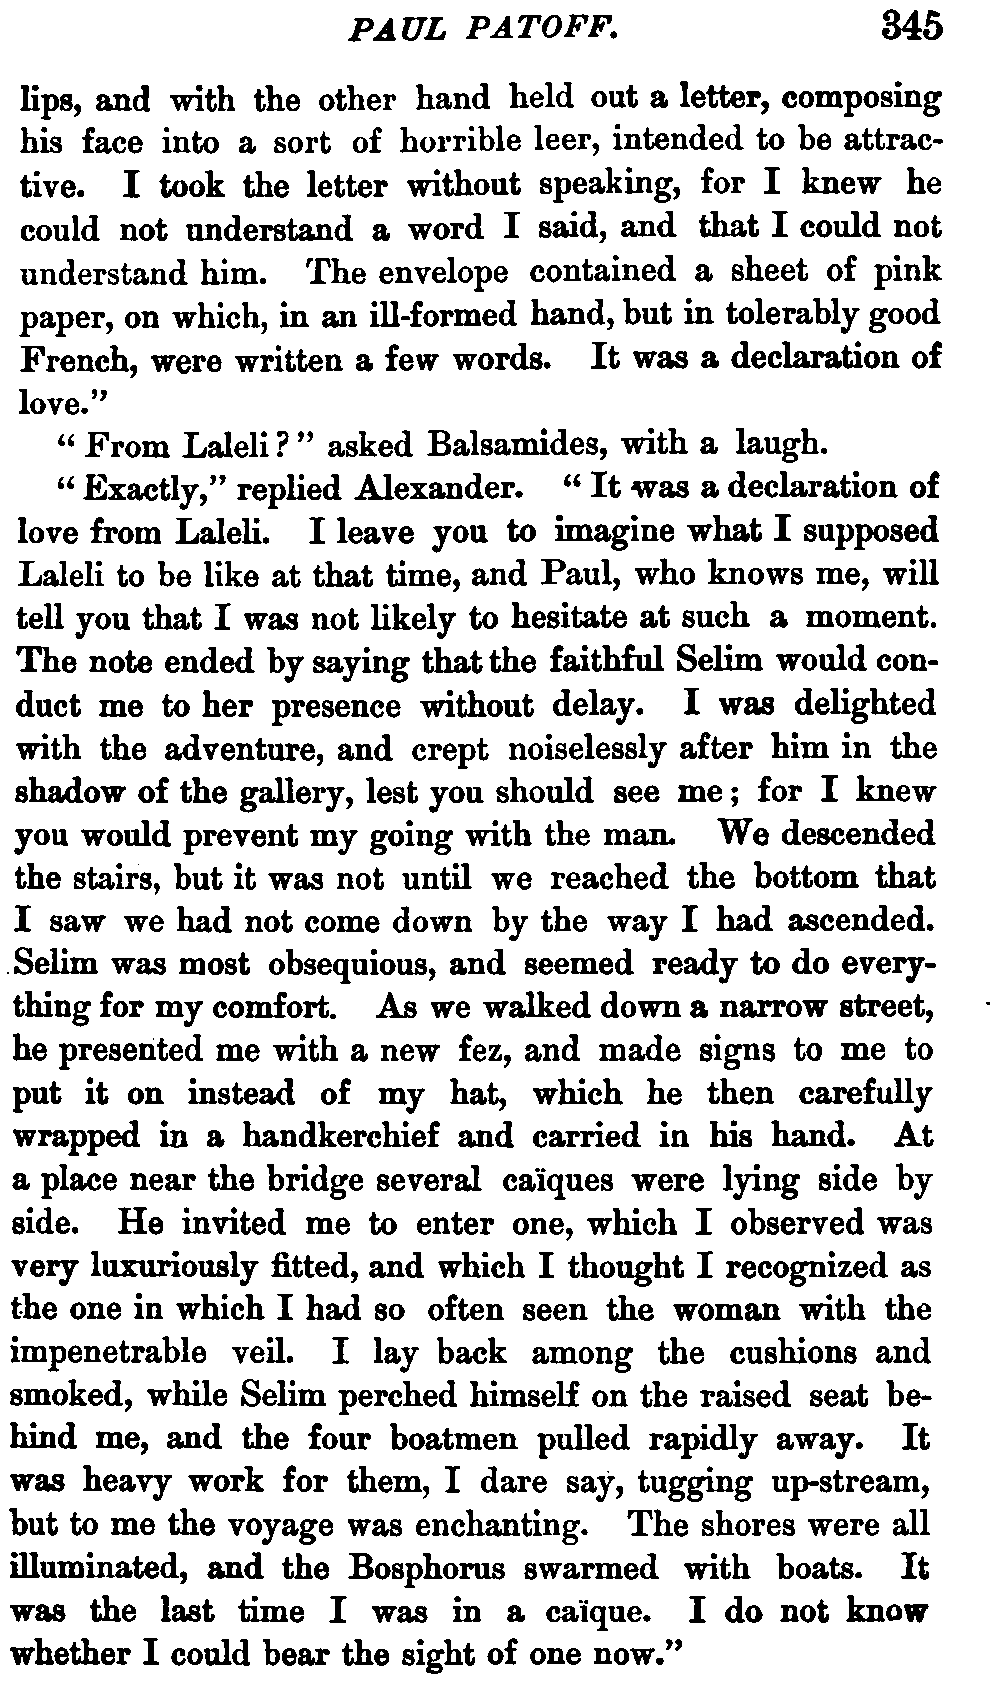 PAUL PATOFF. 345
lips, and with the other hand held out a letter, composing
his face into a sort of horrible leer, intended to be attrac-
tive. I took the letter without speaking, for I knew he
could not understand a word I said, and that I could not
understand him. The envelope contained a sheet of pink
paper, on which, in an ill-formed hand, but in tolerably good
French, were written a few words. It was a declaration of
love."
" From Laleli ? " asked Balsamides, with a laugh.
" Exactly," replied Alexander. " It was a declaration of
love from Laleli. I leave you to imagine what I supposed
Laleli to be like at that time, and Paul, who knows me, will
tell you that I was not likely to hesitate at such a moment.
The note ended by saying that the faithful Selim would con-
duct me to her presence without delay. I was delighted
with the adventure, and crept noiselessly after him in the
shadow of the gallery, lest you should see me ; for I knew
you would prevent my going with the man. We descended
the stairs, but it was not until we reached the bottom that
I saw we had not come down by the way I had ascended.
Selim was most obsequious, and seemed ready to do every-
thing for my comfort. As we walked down a narrow street,
he presented me with a new fez, and made signs to me to
put it on instead of my hat, which he then carefully
wrapped in a handkerchief and carried in his hand. At
a place near the bridge several caïques were lying side by
side. He invited me to enter one, which I observed was
very luxuriously fitted, and which I thought I recognized as
the one in which I had so often seen the woman with the
impenetrable veil. I lay back among the cushions and
smoked, while Selim perched himself on the raised seat be-
hind me, and the four boatmen pulled rapidly away. It
was heavy work for them, I dare say, tugging up-stream,
but to me the voyage was enchanting. The shores were all
illuminated, and the Bosphorus swarmed with boats. It
was the last time I was in a caïque. I do not know
whether I could bear the sight of one now."